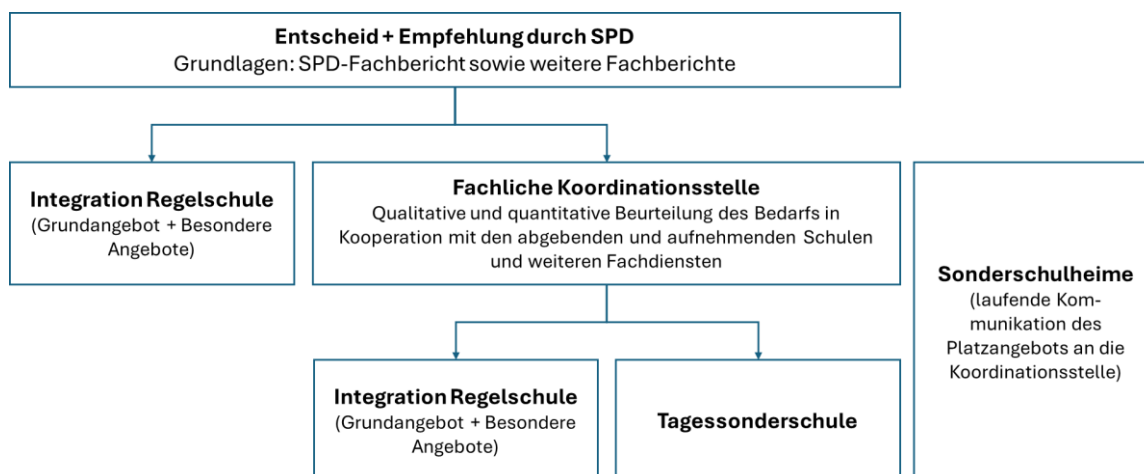 Entscheid + Empfehlung durch SPD
Grundlagen: SPD-Fachbericht sowie weitere Fachberichte
Integration Regelschule
(Grundangebot + Besondere
Angebote)
Fachliche Koordinationsstelle
Qualitative und quantitative Beurteilung des Bedarfs in
Kooperation mit den abgebenden und aufnehmenden Schulen
und weiteren Fachdiensten
Sonderschulheime
(laufende Kom-
munikation des
Platzangebots an die
Koordinationsstelle)
Integration Regelschule
(Grundangebot + Besondere
Angebote)
Tagessonderschule